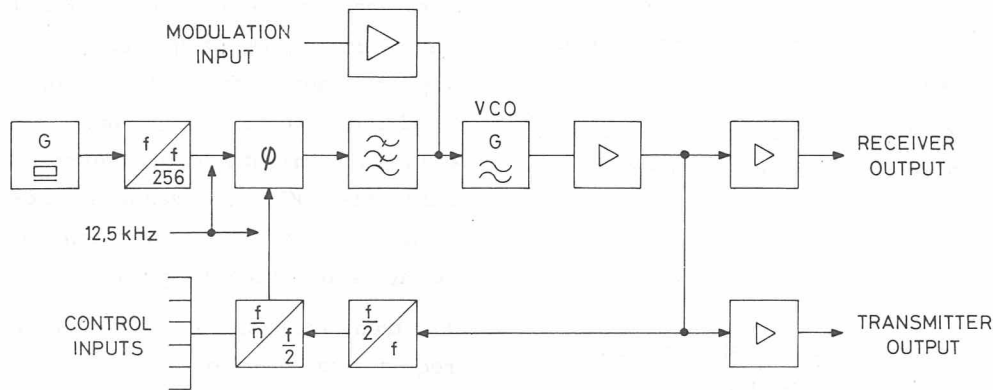 MODULATION
INPUT
VCO
G
f
f
256
φ
G
RECEIVER
OUTPUT
12,5 kHz
CONTROL
INPUTS
f
n
f
2
f
2
f
TRANSMITTER
OUTPUT